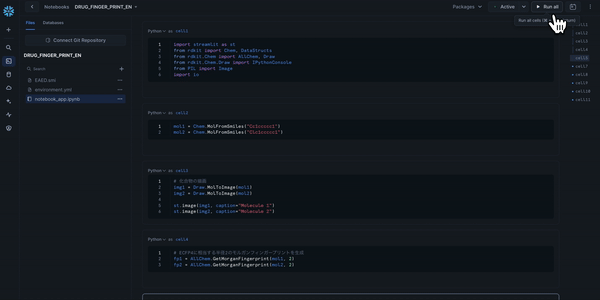 Notebooks DRUG_FINGER_PRINT_EN
Packages
Active
Run all
Run all cells
Files Databases
Connect Git Repository
DRUG_FINGER_PRINT_EN
Search
environment.yml
notebook_app.ipynb
Python as cell1
1 import streamlit as st
2 from rdkit import Chem, DataStructs
3 from rdkit.Chem import AllChem, Draw
4 from rdkit.Chem.Draw import IPythonConsole
5 from PIL import Image
6 import io
Python as cell2
1 mol1 = Chem.MolFromSmiles("Cc1ccccc1")
2 mol2 = Chem.MolFromSmiles("Clc1ccccc1")
Python as cell3
1 # 化合物の描画
2 img1 = Draw.MolToImage(mol1)
3 img2 = Draw.MolToImage(mol2)
4
5 st.image(img1, caption="Molecule 1")
6 st.image(img2, caption="Molecule 2")
Python as cell4
1 # ECFP4に相当する半径2のモルガンフィンガープリントを生成
2 fp1 = AllChem.GetMorganFingerprint(mol1, 2)
3 fp2 = AllChem.GetMorganFingerprint(mol2, 2)
cell2
cell3
cell4
cell5
cell7
cell8
cell9
cell10
cell11